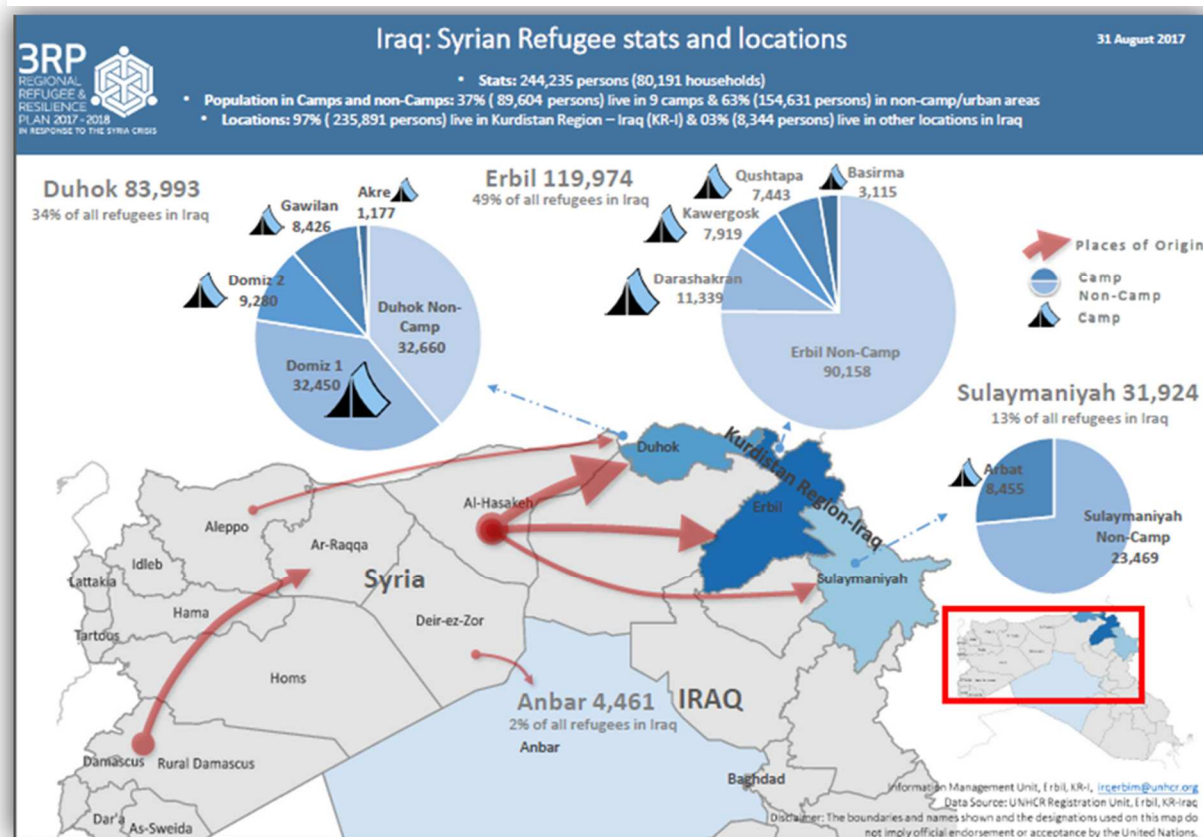 3RP
REGIONAL
REFUGEE &
RESILIENCE
PLAN 2017 - 2018
IN RESPONSE TO THE SYRIA CRISIS
Iraq: Syrian Refugee stats and locations
31 August 2017
• Stats: 244,235 persons (80,191 households)
• Population in Camps and non-Camps: 37% ( 89,604 persons) live in 9 camps & 63% (154,631 persons) in non-camp/urban areas
• Locations: 97% ( 235,891 persons) live in Kurdistan Region – Iraq (KR-I) & 03% (8,344 persons) live in other locations in Iraq
Duhok 83,993
34% of all refugees in Iraq
Akre
1,177
Gawilan
8,426
Domiz 2
9,280
Domiz 1
32,450
Duhok Non-
Camp
32,660
Erbil 119,974
49% of all refugees in Iraq
Qushtapa
7,443
Basirma
3,115
Kawergosk
7,919
Darashakran
11,339
Erbil Non-Camp
90,158
Places of Origin
Camp
Non-Camp
Camp
Sulaymaniyah 31,924
13% of all refugees in Iraq
Arbat
8,455
Sulaymaniyah
Non-Camp
23,469
Duhok
Kurdistan Region-Iraq
Erbil
Sulaymaniyah
Al-Hasakeh
Aleppo
Ar-Raqqa
Idleb
Lattakia
Syria
Hama
Tartous
Deir-ez-Zor
Homs
Anbar 4,461
2% of all refugees in Iraq
Anbar
IRAQ
Damascus
Rural Damascus
Baghdad
Dar'a
As-Sweida
Information Management Unit, Erbil, KR-I, irqerbim@unhcr.org
Data Source: UNHCR Registration Unit, Erbil, KR-Iraq
Disclaimer: The boundaries and names shown and the designations used on this map do
not imply official endorsement or acceptance by the United Nations